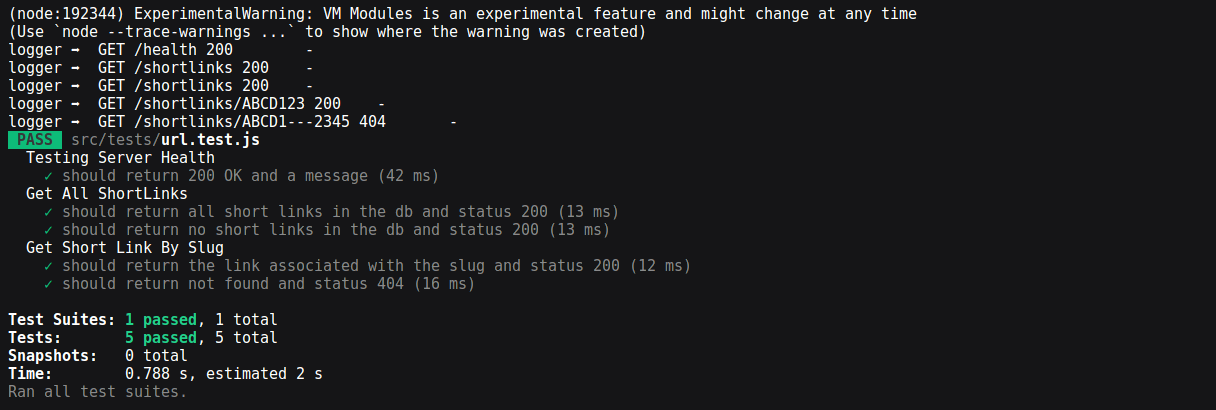 (node:192344) ExperimentalWarning: VM Modules is an experimental feature and might change at any time
(Use `node --trace-warnings ...` to show where the warning was created)
logger ➡  GET /health 200        -
logger ➡  GET /shortlinks 200    -
logger ➡  GET /shortlinks 200    -
logger ➡  GET /shortlinks/ABCD123 200    -
logger ➡  GET /shortlinks/ABCD1---2345 404       -
PASS src/tests/url.test.js
  Testing Server Health
    ✓ should return 200 OK and a message (42 ms)
  Get All ShortLinks
    ✓ should return all short links in the db and status 200 (13 ms)
    ✓ should return no short links in the db and status 200 (13 ms)
  Get Short Link By Slug
    ✓ should return the link associated with the slug and status 200 (12 ms)
    ✓ should return not found and status 404 (16 ms)
Test Suites: 1 passed, 1 total
Tests:       5 passed, 5 total
Snapshots:   0 total
Time:        0.788 s, estimated 2 s
Ran all test suites.